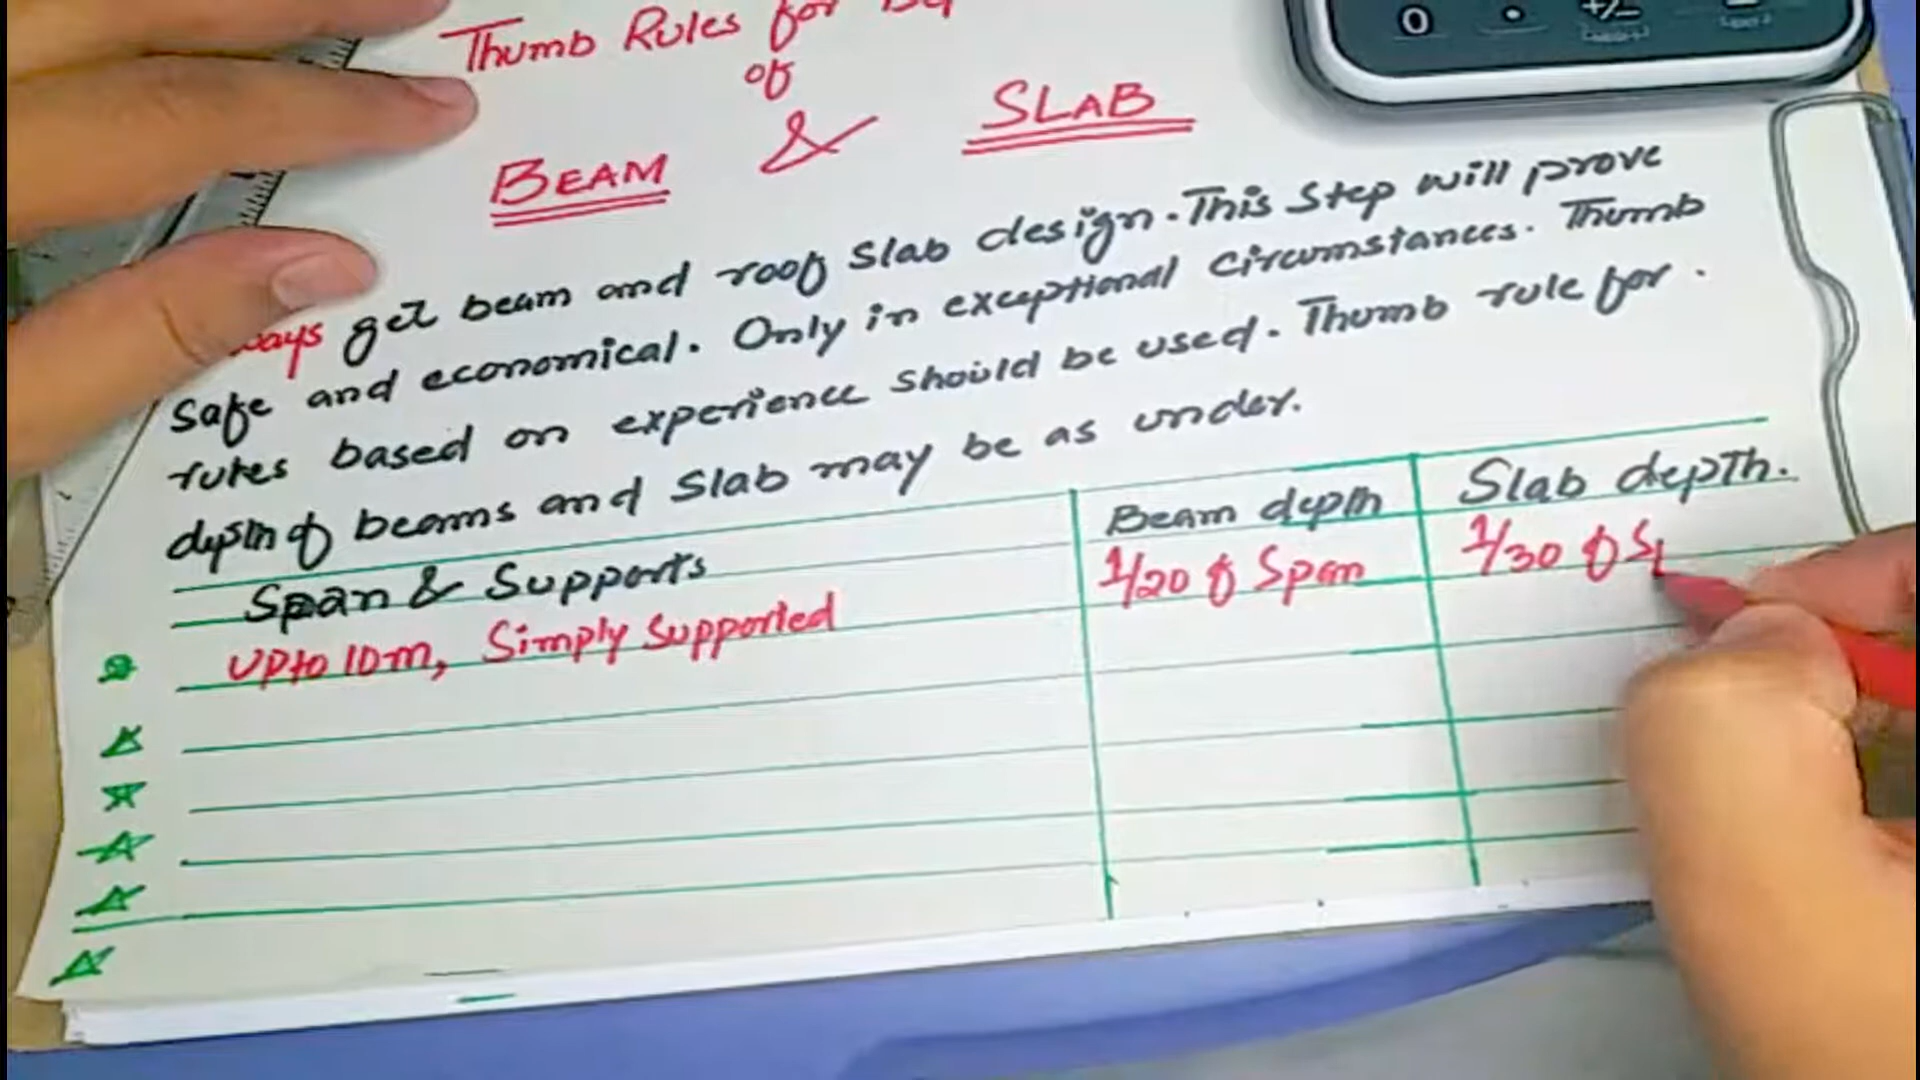 Thumb Rules for
of
BEAM & SLAB
get beam and roof slab design. This Step will prove
safe and economical. Only in exceptional circumstances. Thumb
rules based on experience should be used. Thumb rule for.
depth of beams and Slab may be as under.
Span & Supports Beam depth Slab depth.
Upto 10m, Simply Supported 1/20 of Span 1/30 of
0 . +/-